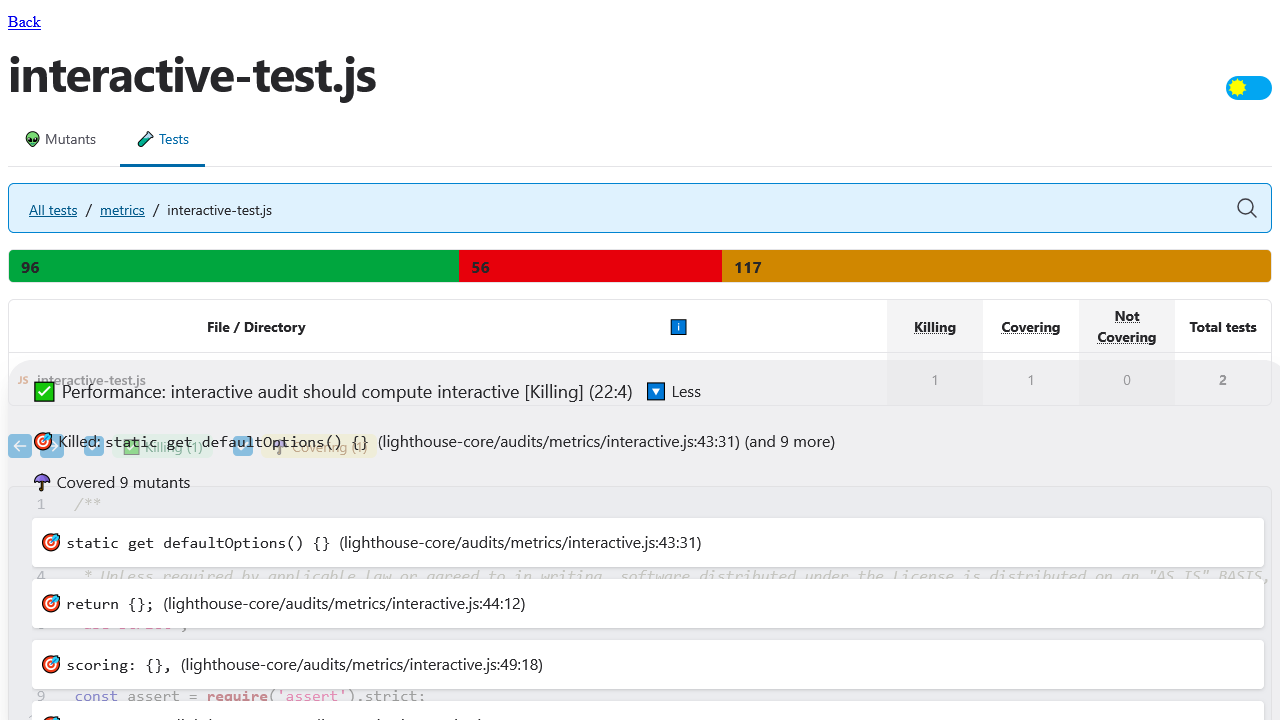 Back
interactive-test.js
Mutants
Tests
All tests / metrics / interactive-test.js
96 56 117
File / Directory ℹ Killing Covering Not Covering Total tests
JS interactive-test.js 1 1 0 2
✅ Performance: interactive audit should compute interactive [Killing] (22:4) Less
🎯 Killed: static get defaultOptions() {} (lighthouse-core/audits/metrics/interactive.js:43:31) (and 9 more)
✅ Killing (1) Covering (1)
☂ Covered 9 mutants
1 /**
🎯 static get defaultOptions() {} (lighthouse-core/audits/metrics/interactive.js:43:31)
4 * Unless required by applicable law or agreed to in writing, software distributed under the License is distributed on an "AS IS" BASIS,
🎯 return {}; (lighthouse-core/audits/metrics/interactive.js:44:12)
🎯 scoring: {}, (lighthouse-core/audits/metrics/interactive.js:49:18)
9 const assert = require('assert').strict;